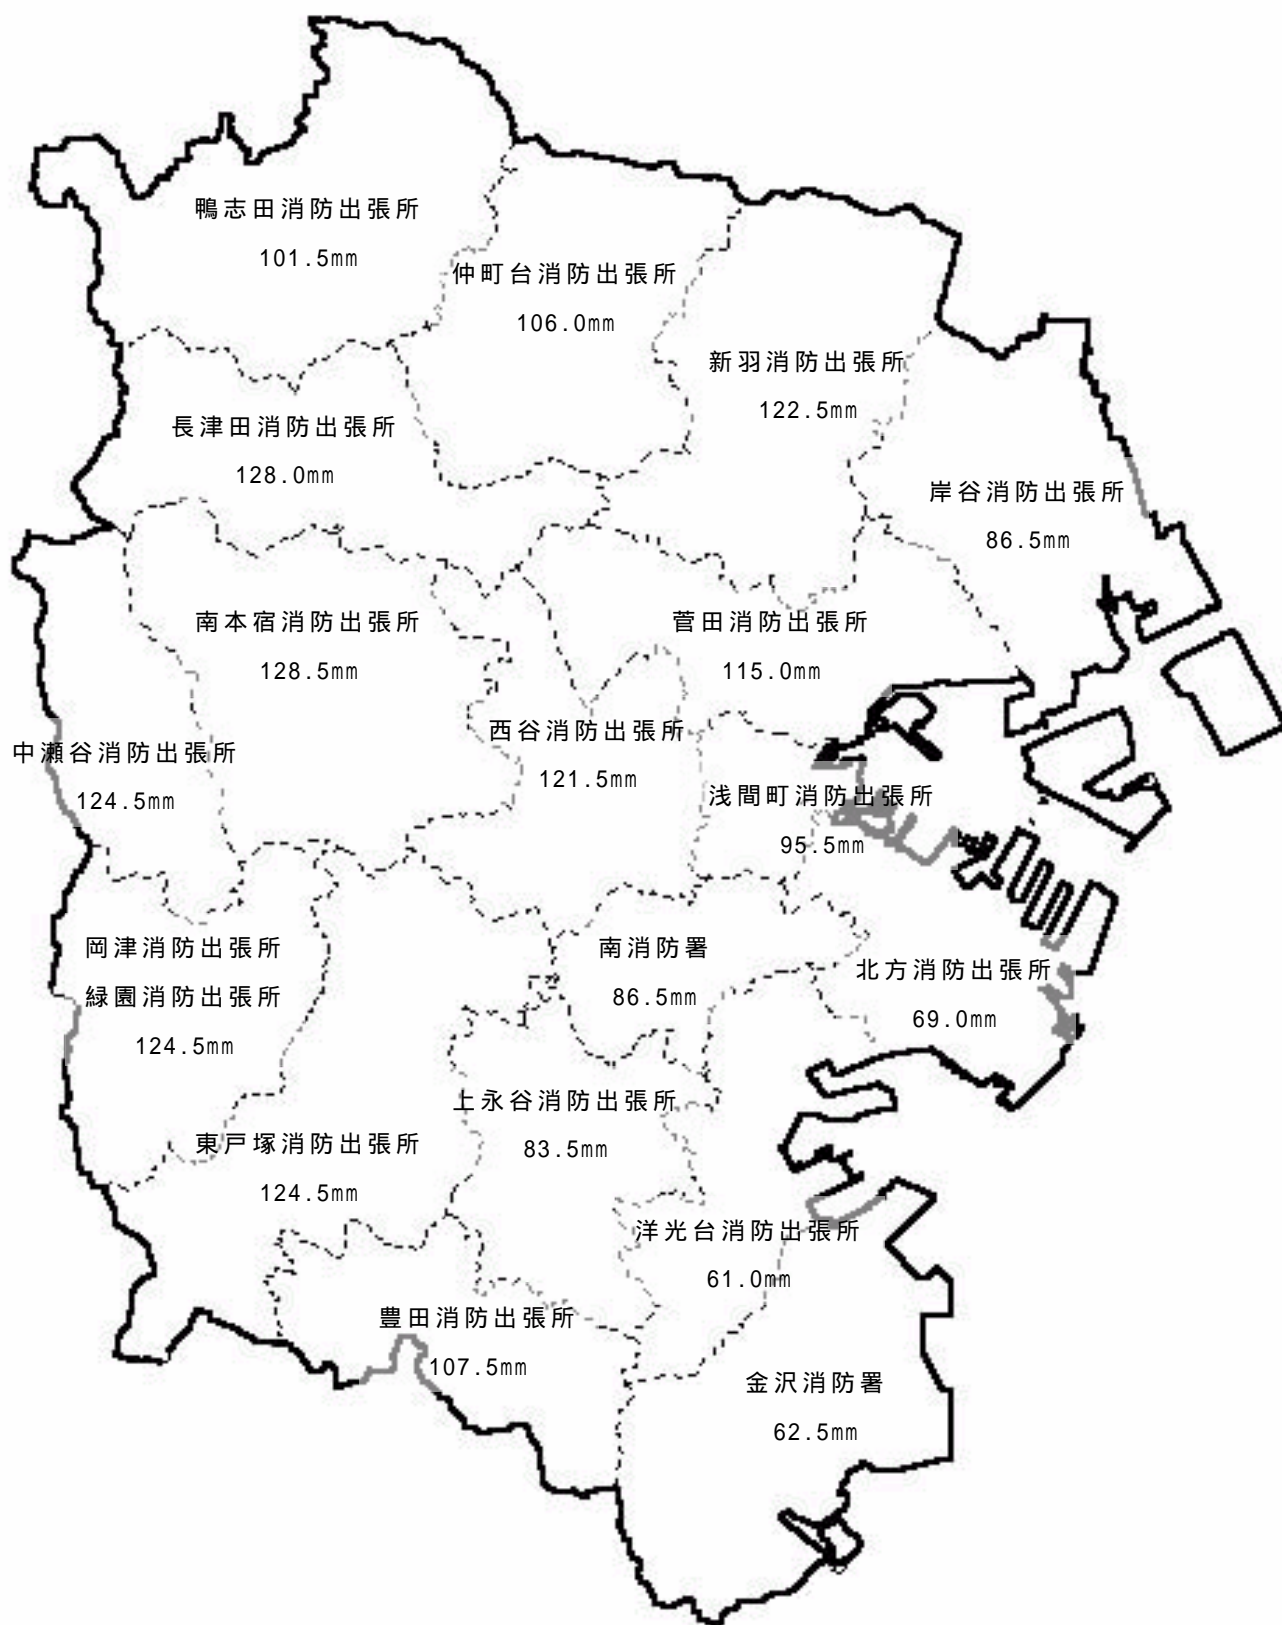 鴨志田消防出張所
101.5mm
仲町台消防出張所
106.0mm
新羽消防出張所
122.5mm
長津田消防出張所
128.0mm
岸谷消防出張所
86.5mm
南本宿消防出張所
128.5mm
菅田消防出張所
115.0mm
西谷消防出張所
121.5mm
中瀬谷消防出張所
124.5mm
浅間町消防出張所
95.5mm
岡津消防出張所
緑園消防出張所
124.5mm
南消防署
86.5mm
北方消防出張所
69.0mm
上永谷消防出張所
83.5mm
東戸塚消防出張所
124.5mm
洋光台消防出張所
61.0mm
豊田消防出張所
107.5mm
金沢消防署
62.5mm